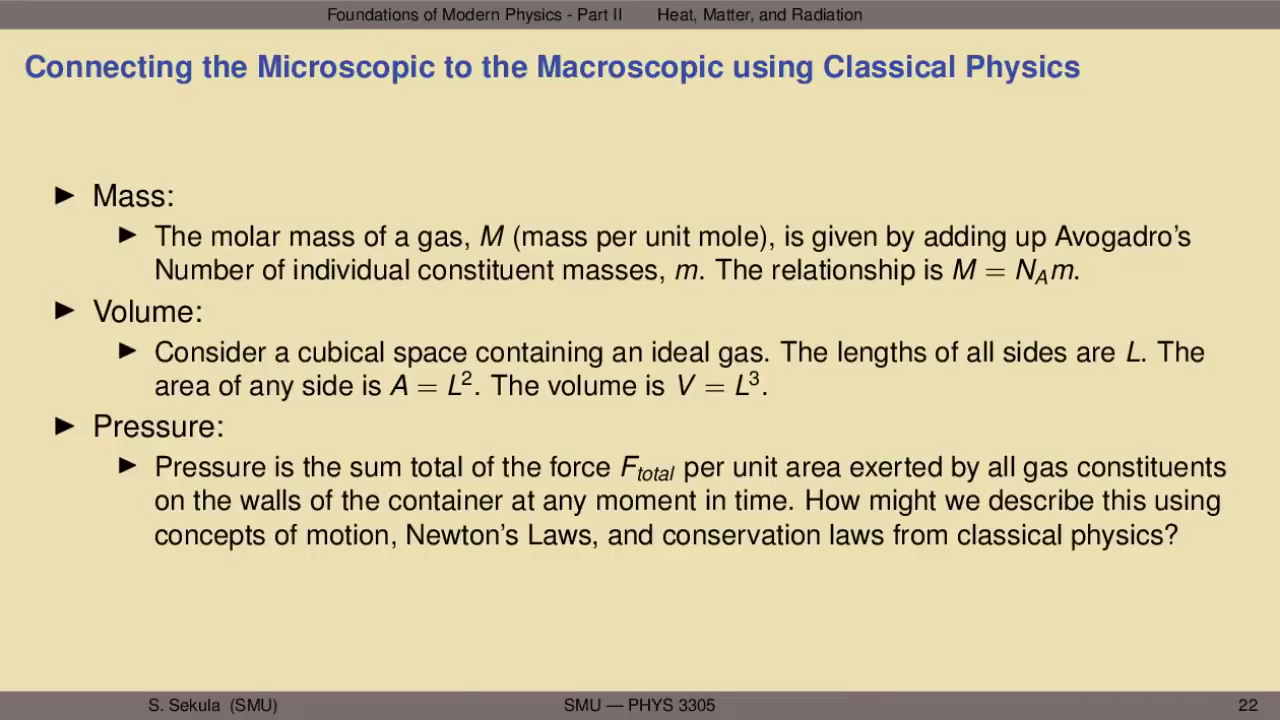 Foundations of Modern Physics - Part II Heat, Matter, and Radiation
Connecting the Microscopic to the Macroscopic using Classical Physics
▶ Mass:
▶ The molar mass of a gas, M (mass per unit mole), is given by adding up Avogadro's
Number of individual constituent masses, m. The relationship is M = N_A m.
▶ Volume:
▶ Consider a cubical space containing an ideal gas. The lengths of all sides are L. The
area of any side is A = L². The volume is V = L³.
▶ Pressure:
▶ Pressure is the sum total of the force F_total per unit area exerted by all gas constituents
on the walls of the container at any moment in time. How might we describe this using
concepts of motion, Newton's Laws, and conservation laws from classical physics?
S. Sekula (SMU) SMU — PHYS 3305 22